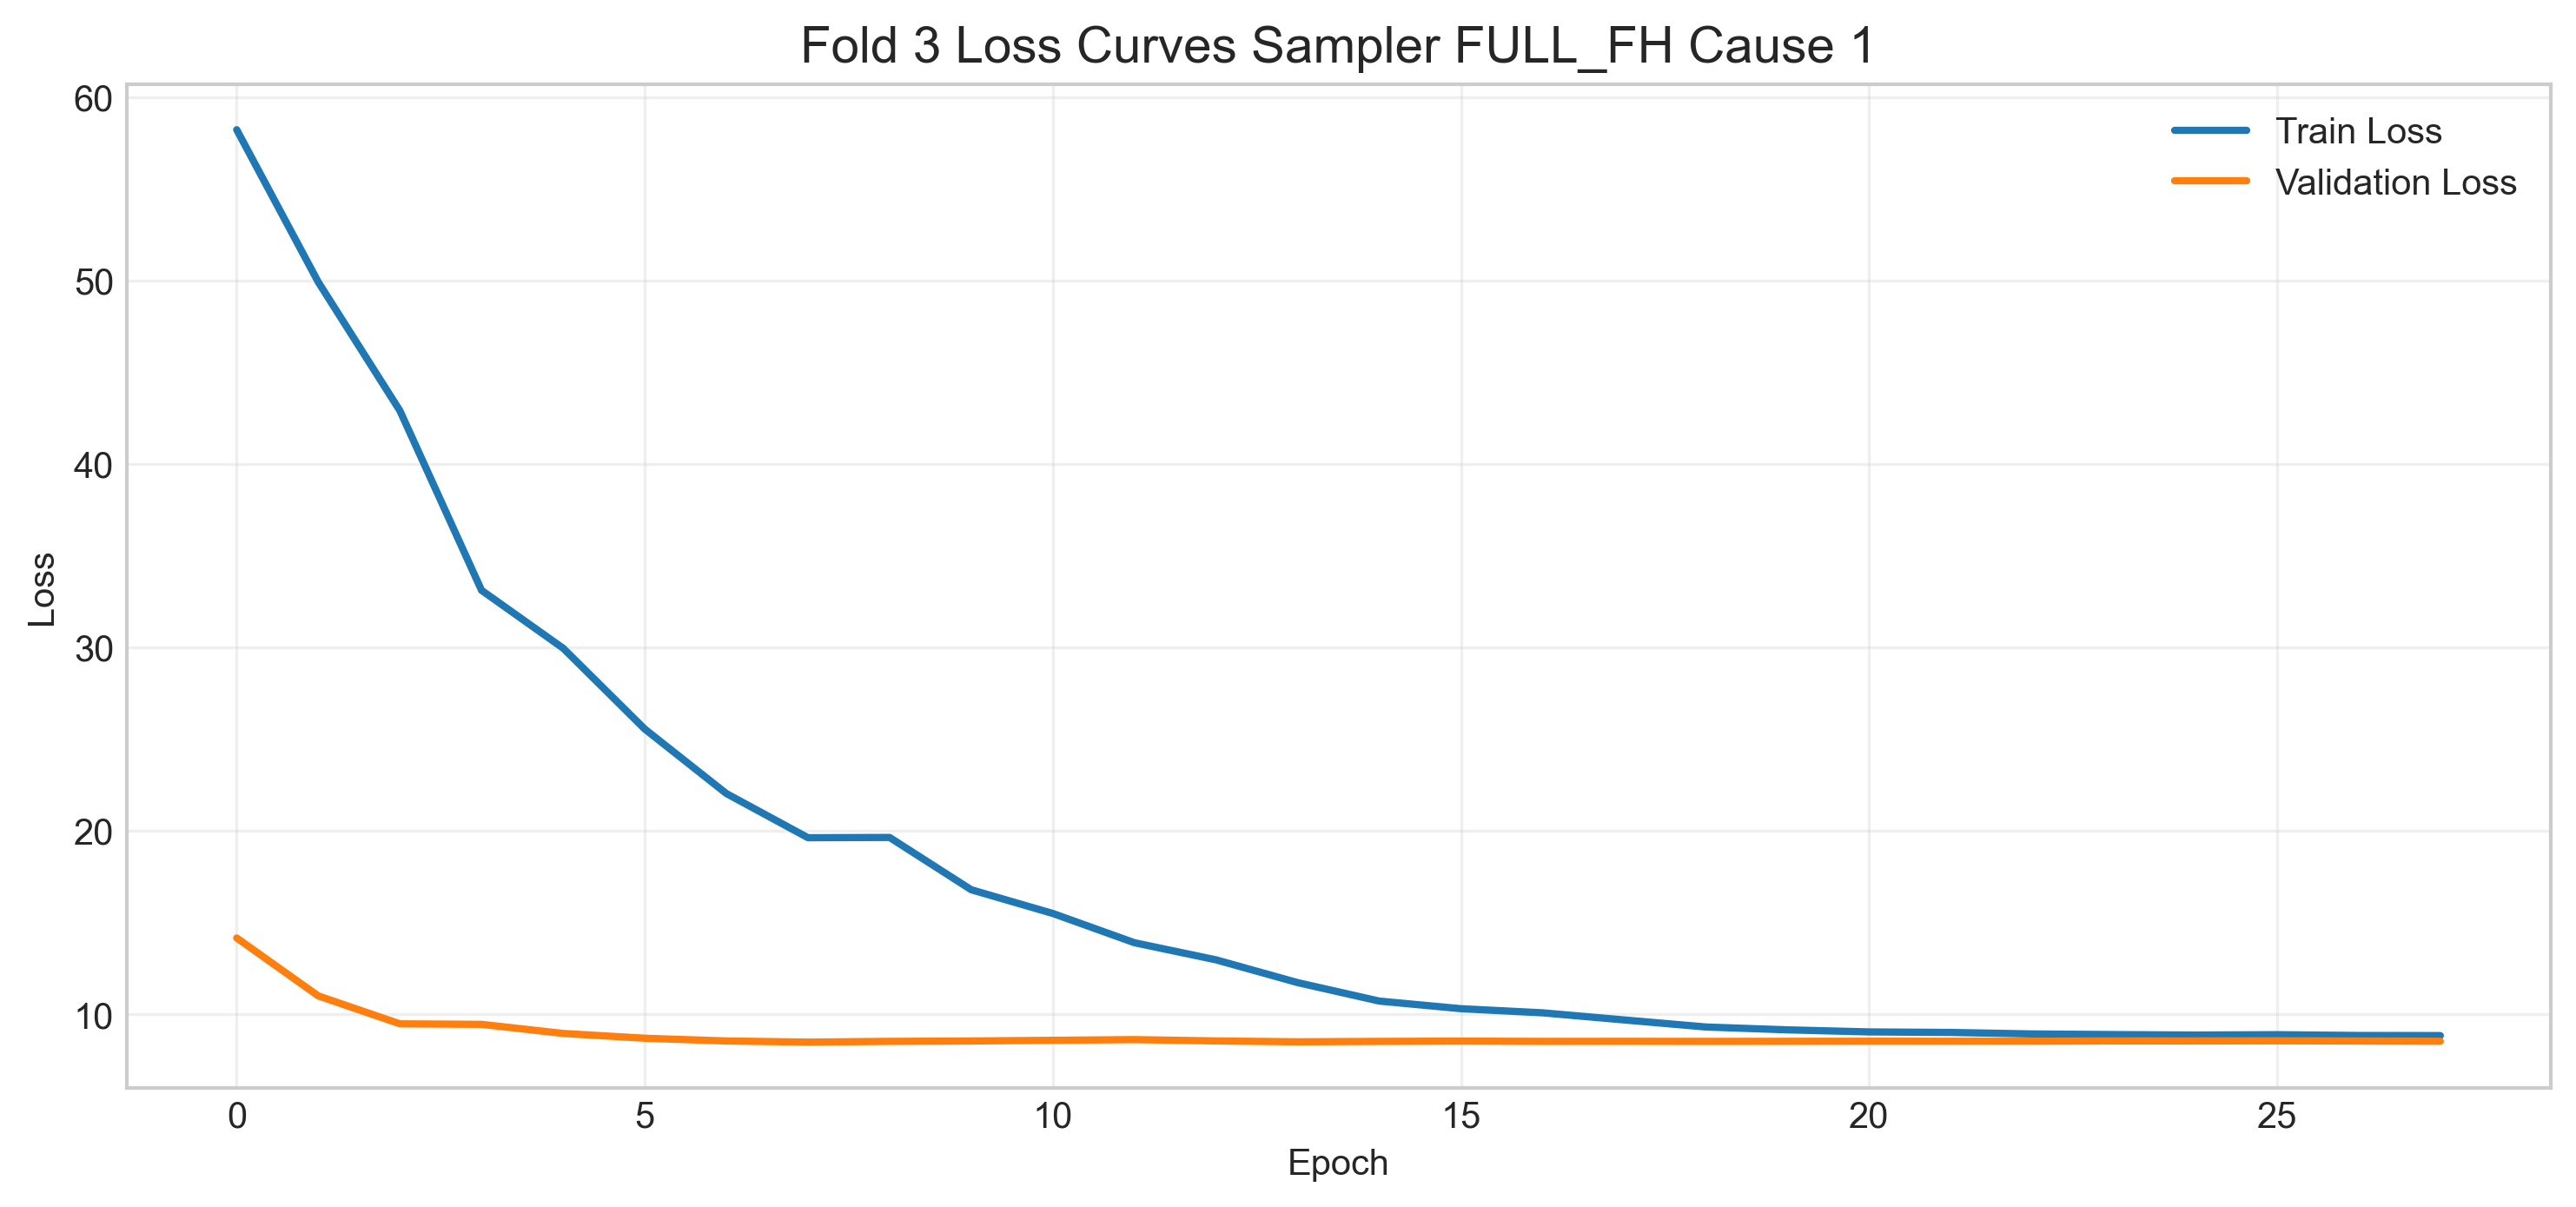 Fold 3 Loss Curves Sampler FULL_FH Cause 1
60
50
40
30
20
10
Loss
Train Loss
Validation Loss
0 5 10 15 20 25
Epoch